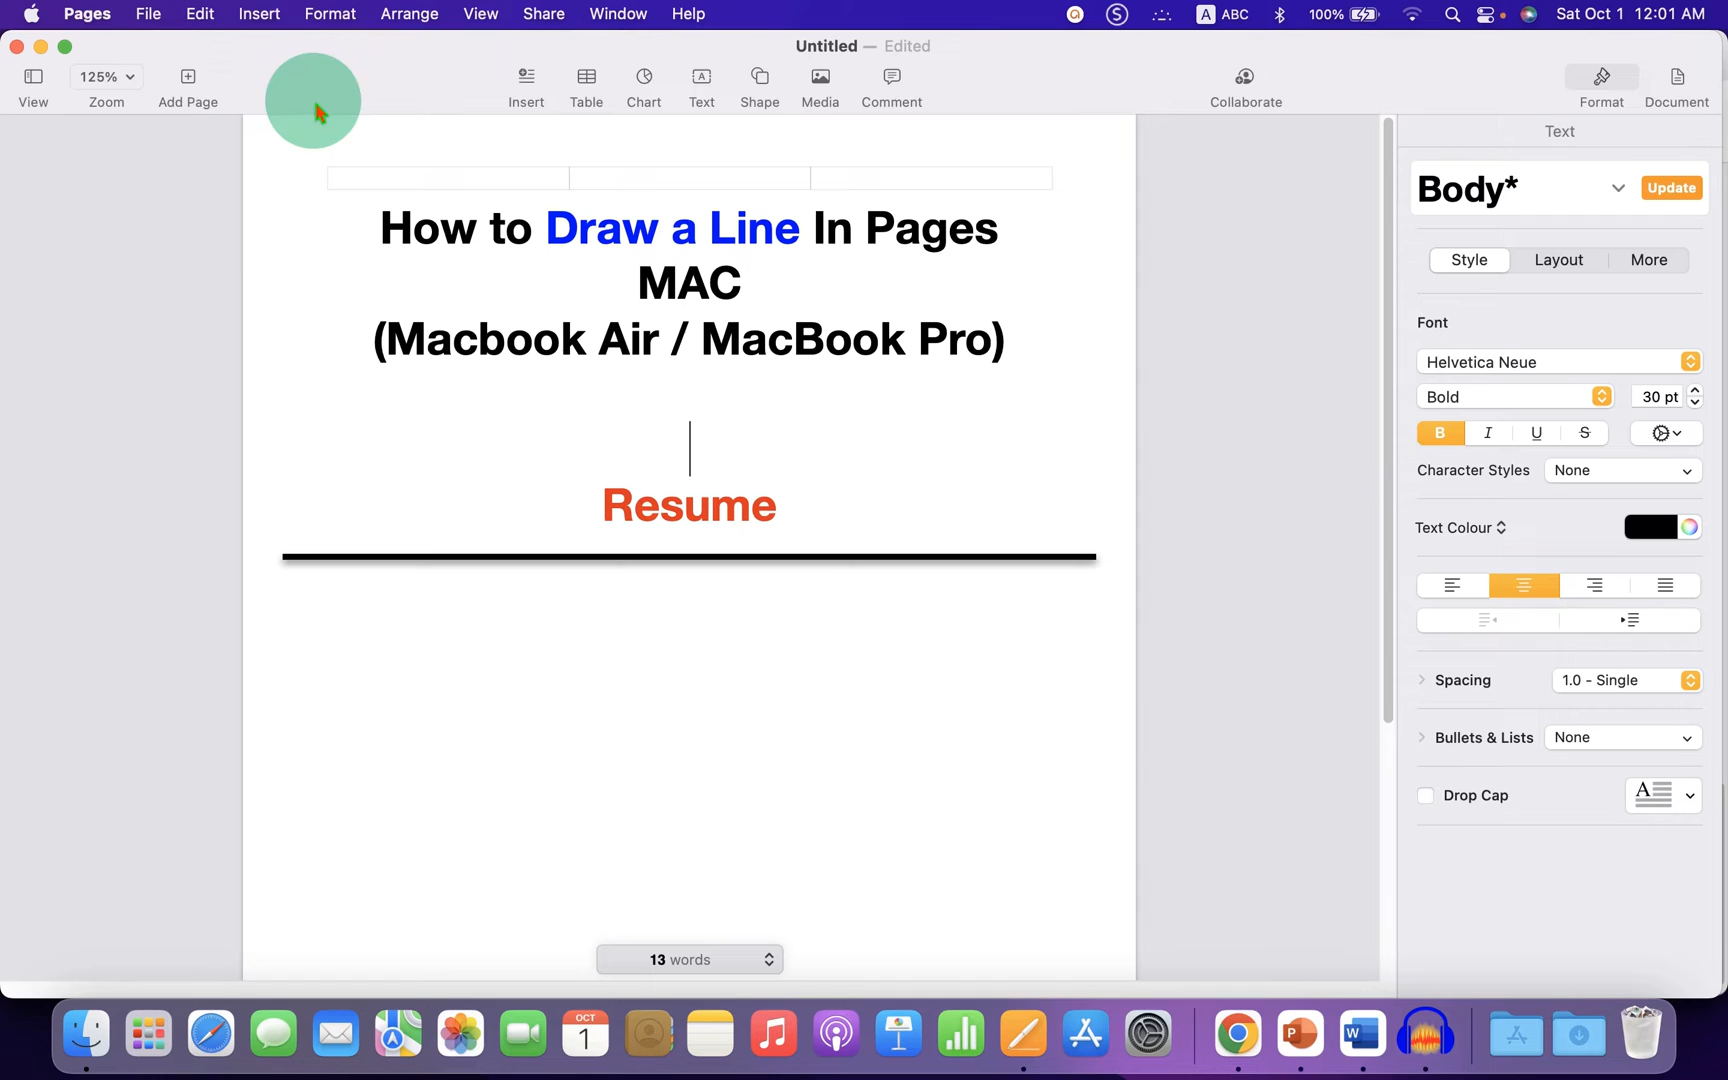 Pages File Edit Insert Format Arrange View Share Window Help A ABC 100% Sat Oct 1 12:01 AM
Untitled — Edited
125%
View Zoom Add Page Insert Table Chart Text Shape Media Comment Collaborate Format Document
Text
Body* Update
How to Draw a Line In Pages
MAC
(Macbook Air / MacBook Pro)
Resume
Style Layout More
Font
Helvetica Neue
Bold 30 pt
B I U S
Character Styles None
Text Colour
Spacing 1.0 - Single
Bullets & Lists None
Drop Cap A
13 words
OCT
1
P
W